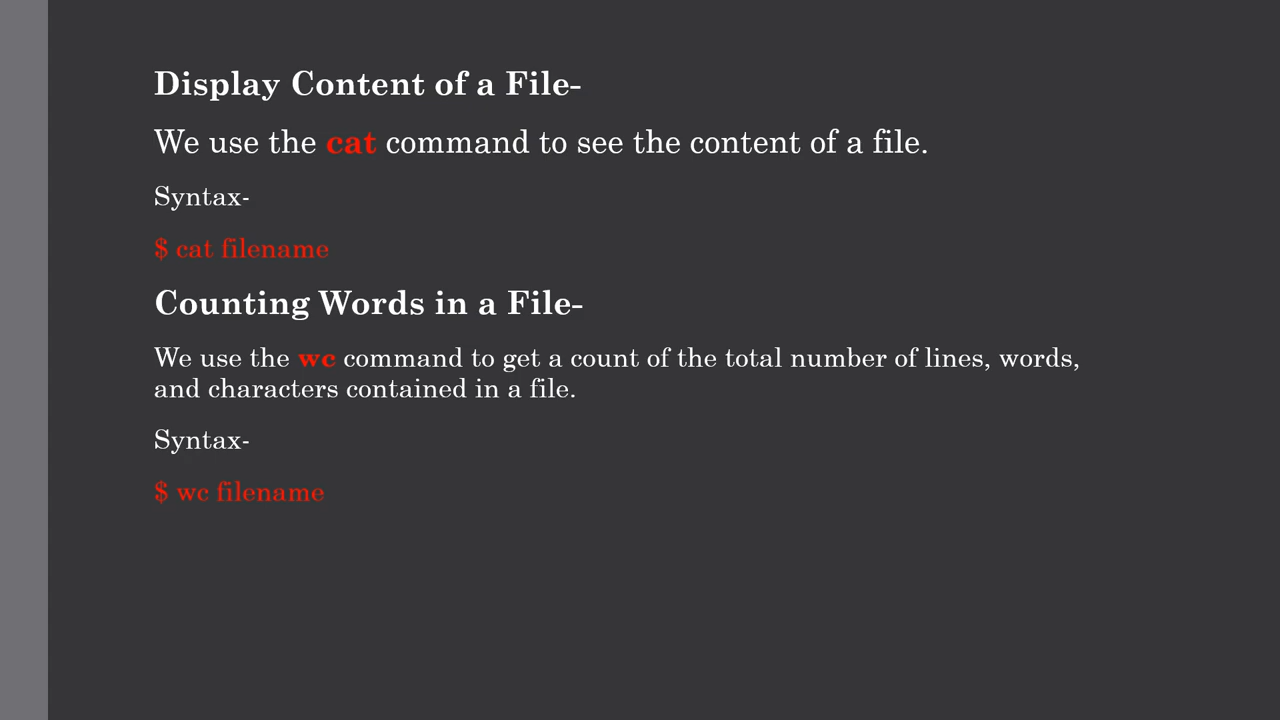 Display Content of a File-
We use the cat command to see the content of a file.
Syntax-
$ cat filename
Counting Words in a File-
We use the wc command to get a count of the total number of lines, words,
and characters contained in a file.
Syntax-
$ wc filename